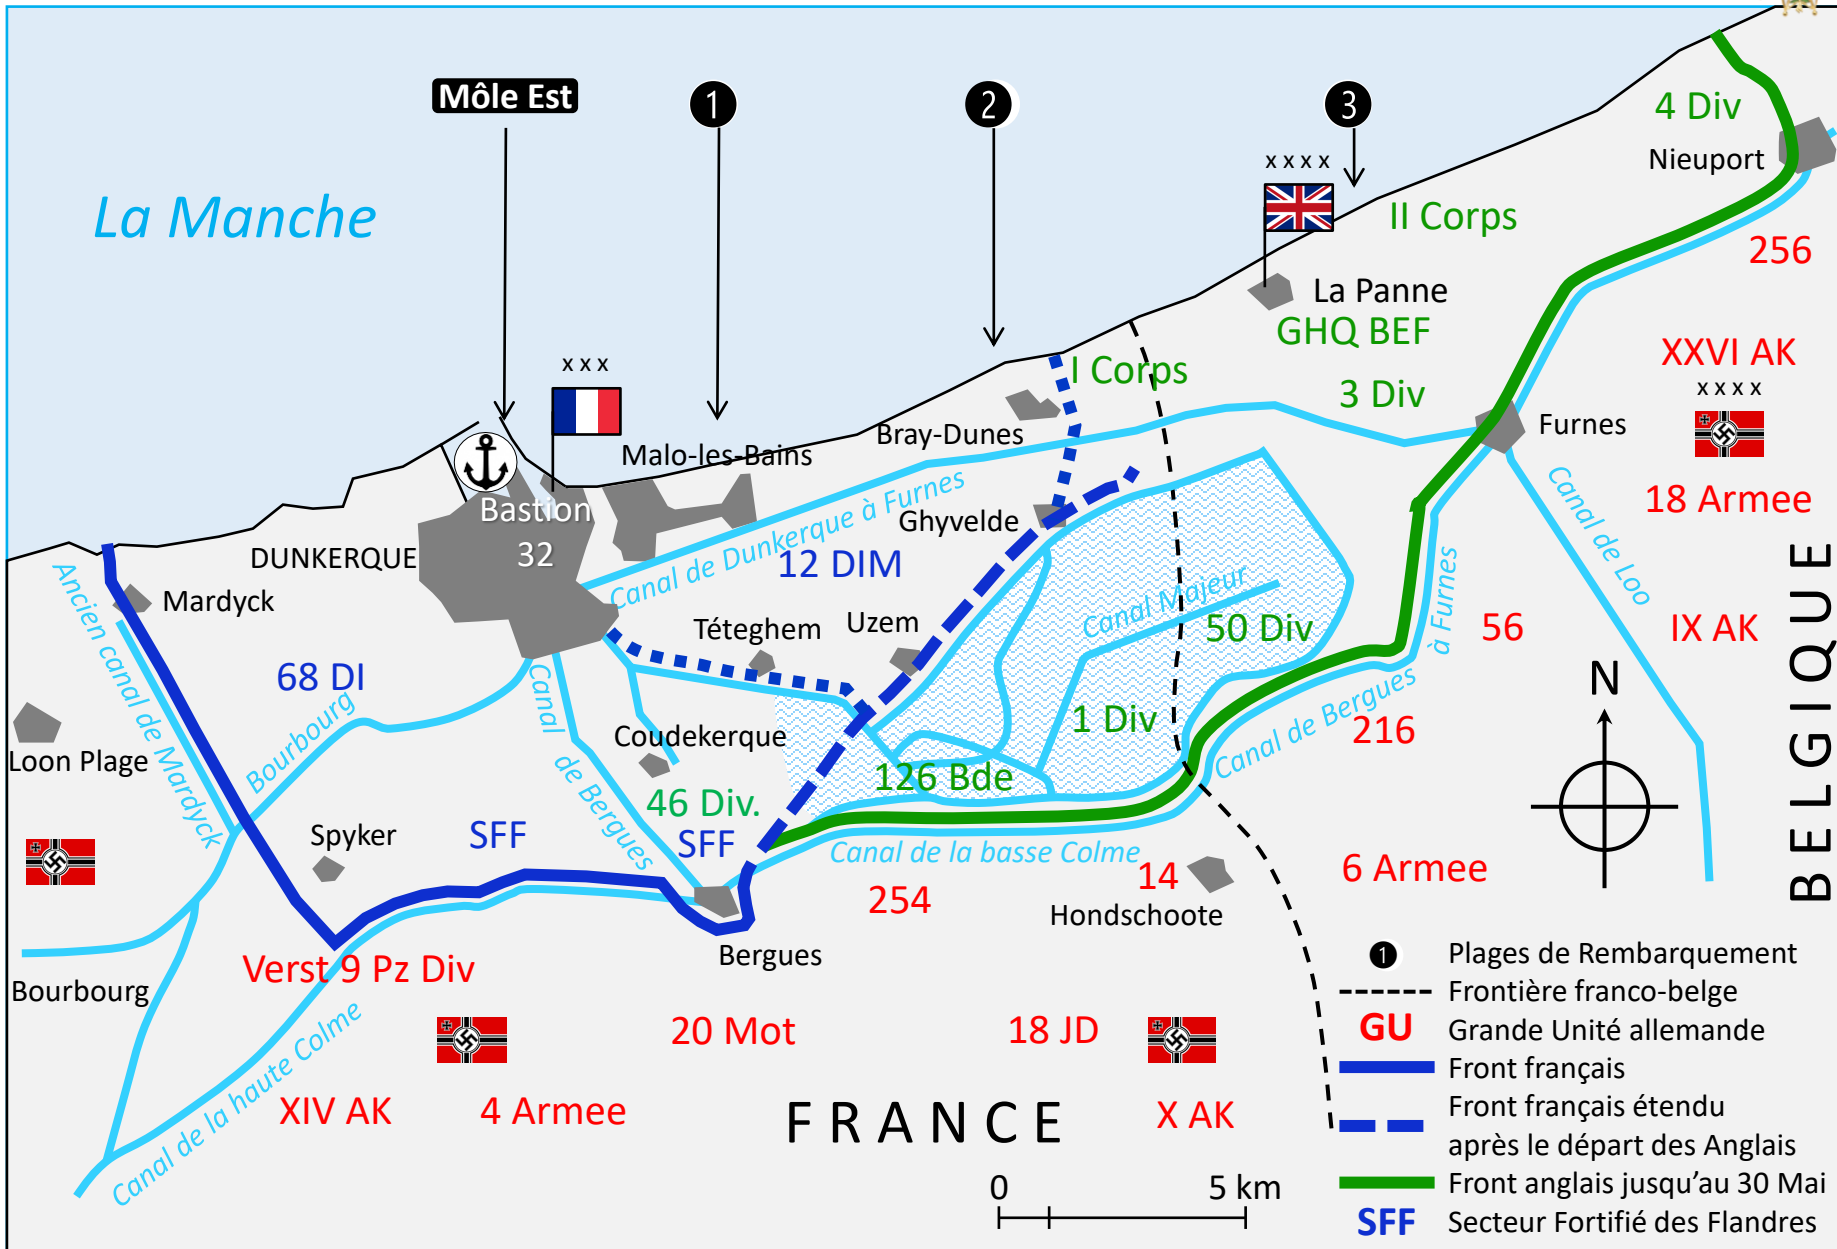 Môle Est
1
2
3
x x x x
4 Div
Nieuport
La Manche
II Corps
256
La Panne
GHQ BEF
XXVI AK
x x x x
x x x
I Corps
3 Div
Furnes
Bray-Dunes
Malo-les-Bains
Canal de Dunkerque à Furnes
Ghyvelde
Canal de Loo
18 Armee
Bastion
32
DUNKERQUE
12 DIM
Mardyck
Ancien canal de Mardyck
Canal Majeur
à Furnes
BELGIQUE
Téteghem
Uzem
50 Div
56
IX AK
68 DI
N
Bourbourg
Canal
de Bergues
1 Div
Canal de Bergues
216
Loon Plage
Coudekerque
126 Bde
46 Div.
Spyker
SFF
SFF
Canal de la basse Colme
254
14
6 Armee
Hondschoote
Bergues
Verst 9 Pz Div
Bourbourg
Canal de la haute Colme
20 Mot
18 JD
XIV AK
4 Armee
FRANCE
X AK
0
5 km
1 Plages de Rembarquement
Frontière franco-belge
GU Grande Unité allemande
Front français
Front français étendu
après le départ des Anglais
Front anglais jusqu’au 30 Mai
SFF Secteur Fortifié des Flandres